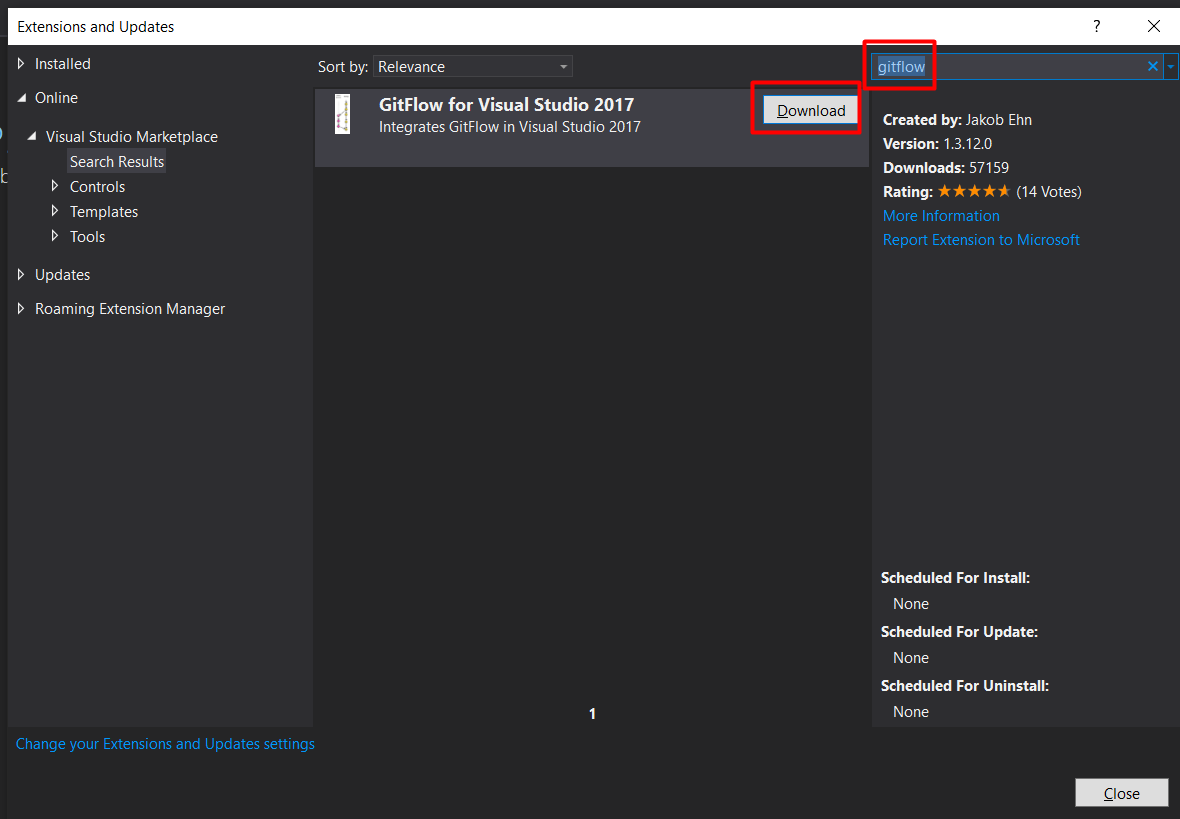 Extensions and Updates
?
Installed
Online
Visual Studio Marketplace
Search Results
Controls
Templates
Tools
Updates
Roaming Extension Manager
Change your Extensions and Updates settings
Sort by: Relevance
GitFlow for Visual Studio 2017
Integrates GitFlow in Visual Studio 2017
Download
1
gitflow
Created by: Jakob Ehn
Version: 1.3.12.0
Downloads: 57159
Rating: (14 Votes)
More Information
Report Extension to Microsoft
Scheduled For Install:
None
Scheduled For Update:
None
Scheduled For Uninstall:
None
Close